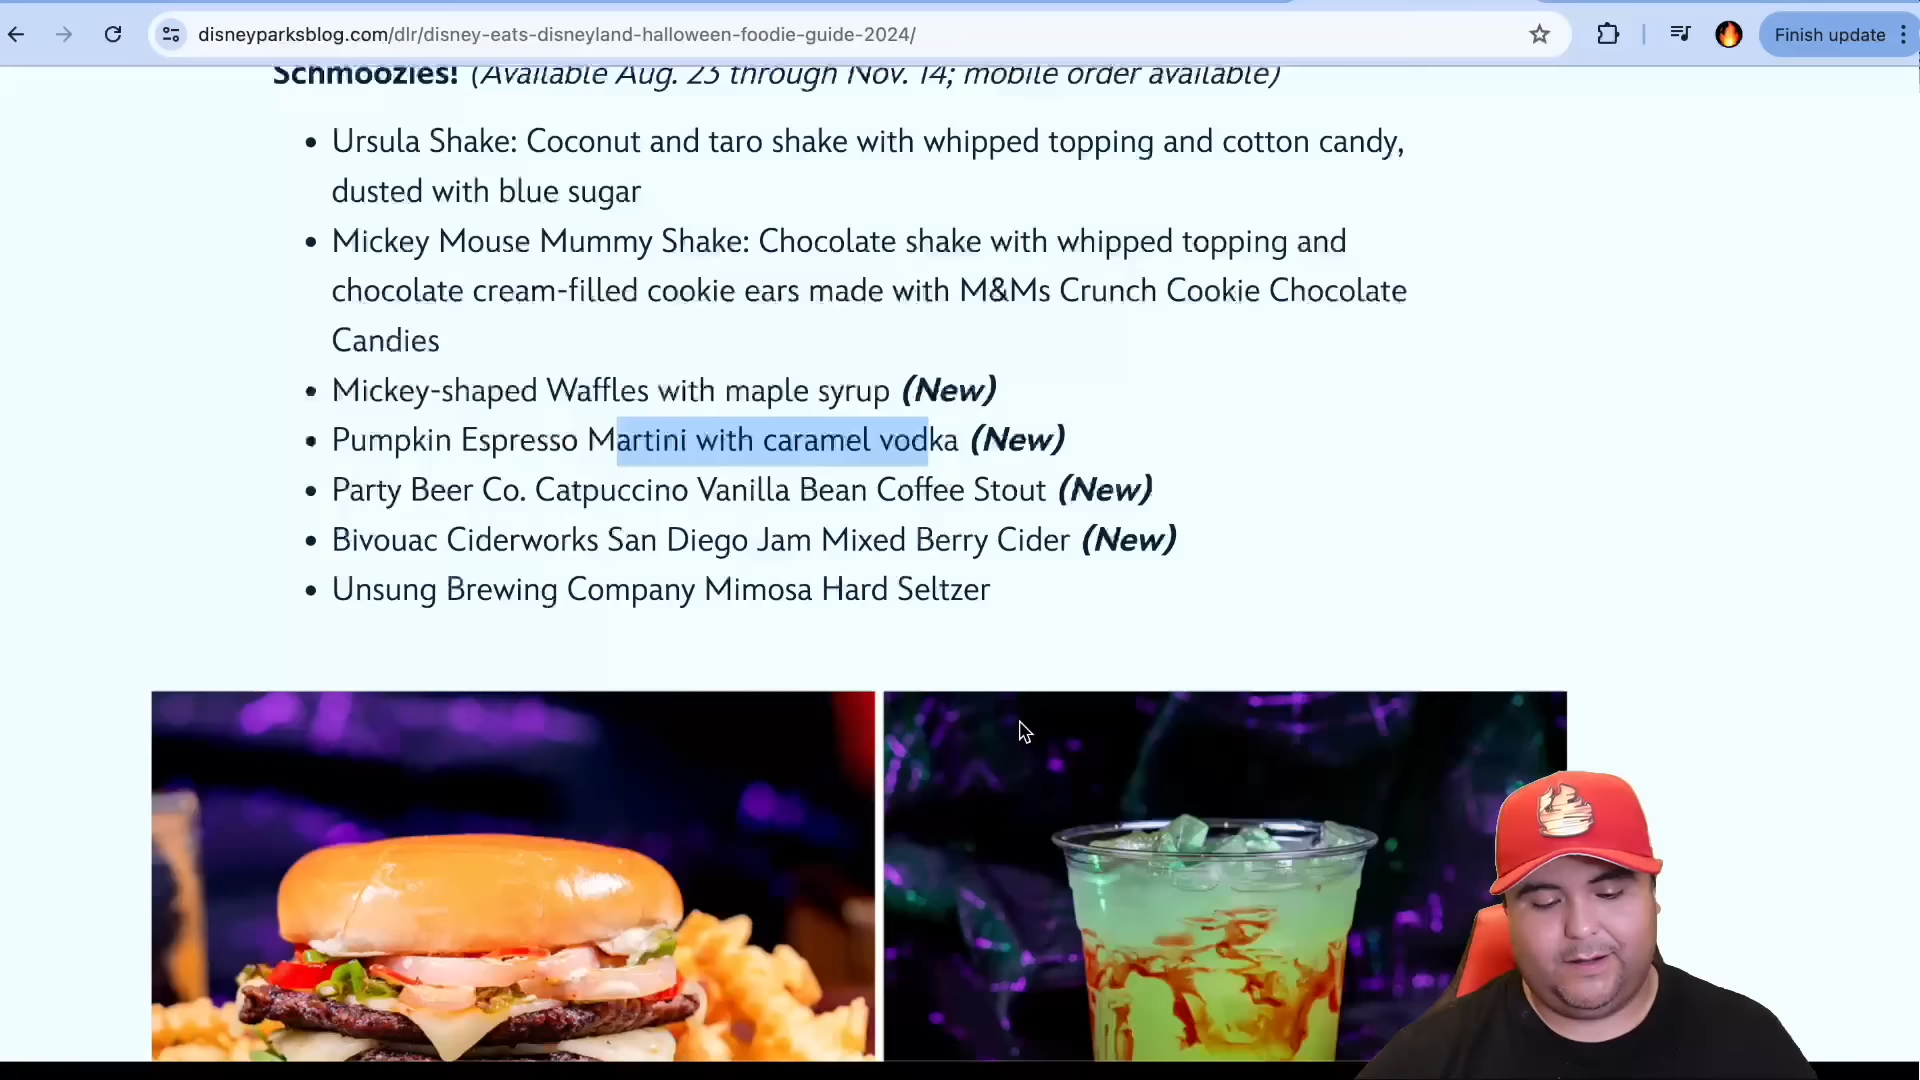 disneyparksblog.com/dlr/disney-eats-disneyland-halloween-foodie-guide-2024/
Finish update
Schmoozies! (Available Aug. 23 through Nov. 14; mobile order available)
• Ursula Shake: Coconut and taro shake with whipped topping and cotton candy,
dusted with blue sugar
• Mickey Mouse Mummy Shake: Chocolate shake with whipped topping and
chocolate cream-filled cookie ears made with M&Ms Crunch Cookie Chocolate
Candies
• Mickey-shaped Waffles with maple syrup (New)
• Pumpkin Espresso Martini with caramel vodka (New)
• Party Beer Co. Catpuccino Vanilla Bean Coffee Stout (New)
• Bivouac Ciderworks San Diego Jam Mixed Berry Cider (New)
• Unsung Brewing Company Mimosa Hard Seltzer